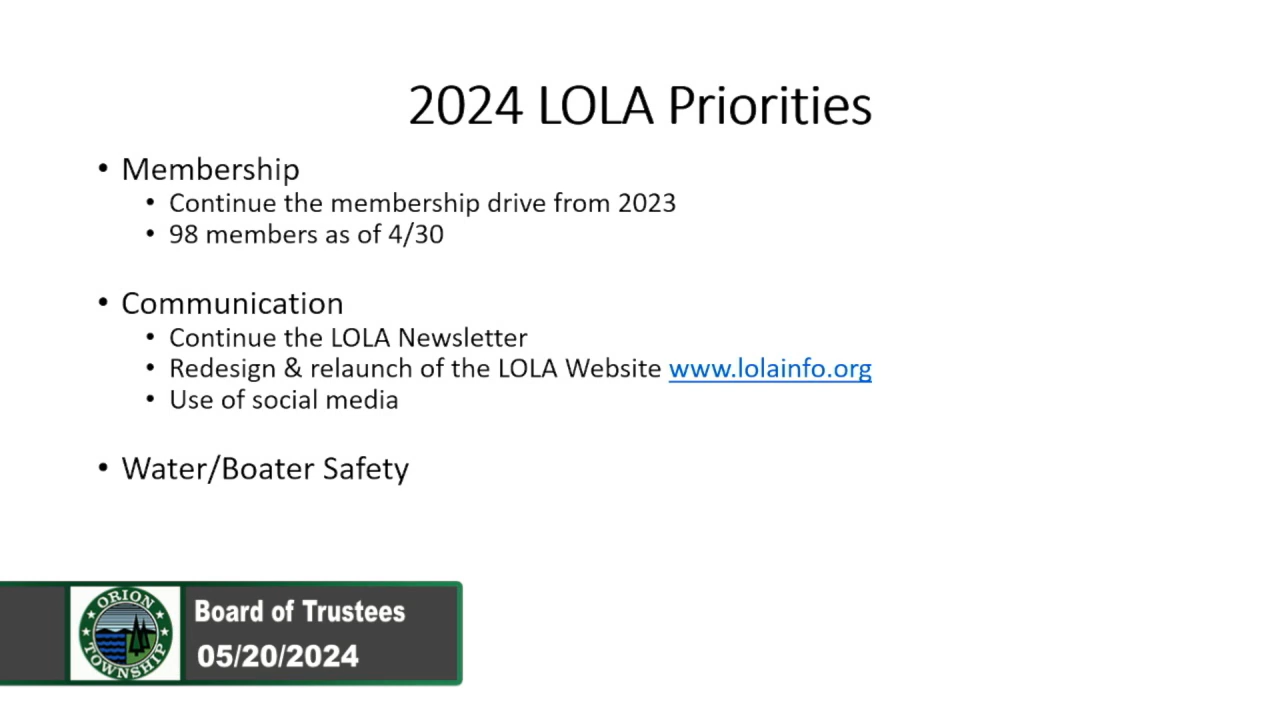 2024 LOLA Priorities
• Membership
• Continue the membership drive from 2023
• 98 members as of 4/30
• Communication
• Continue the LOLA Newsletter
• Redesign & relaunch of the LOLA Website www.lolainfo.org
• Use of social media
• Water/Boater Safety
ORION
TOWNSHIP
Board of Trustees
05/20/2024